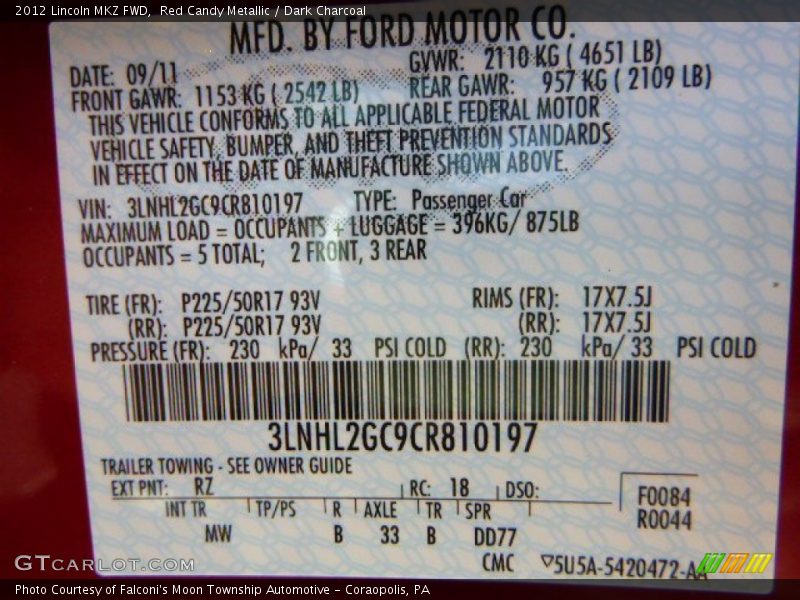 2012 Lincoln MKZ FWD, Red Candy Metallic / Dark Charcoal
MFD. BY FORD MOTOR CO.
DATE: 09/11 GVWR: 2110 KG ( 4651 LB)
FRONT GAWR: 1153 KG ( 2542 LB) REAR GAWR: 957 KG ( 2109 LB)
THIS VEHICLE CONFORMS TO ALL APPLICABLE FEDERAL MOTOR
VEHICLE SAFETY, BUMPER, AND THEFT PREVENTION STANDARDS
IN EFFECT ON THE DATE OF MANUFACTURE SHOWN ABOVE.
VIN: 3LNHL2GC9CR810197 TYPE: Passenger Car
MAXIMUM LOAD = OCCUPANTS + LUGGAGE = 396KG/ 875LB
OCCUPANTS = 5 TOTAL; 2 FRONT, 3 REAR
TIRE (FR): P225/50R17 93V RIMS (FR): 17X7.5J
(RR): P225/50R17 93V (RR): 17X7.5J
PRESSURE (FR): 230 kPa/ 33 PSI COLD (RR): 230 kPa/ 33 PSI COLD
3LNHL2GC9CR810197
TRAILER TOWING - SEE OWNER GUIDE
EXT PNT: RZ RC: 18 DSO: F0084
INT TR TP/PS R AXLE TR SPR R0044
MW B 33 B DD77
CMC ▽5U5A-5420472-AA
GTCARLOT.COM
Photo Courtesy of Falconi's Moon Township Automotive - Coraopolis, PA